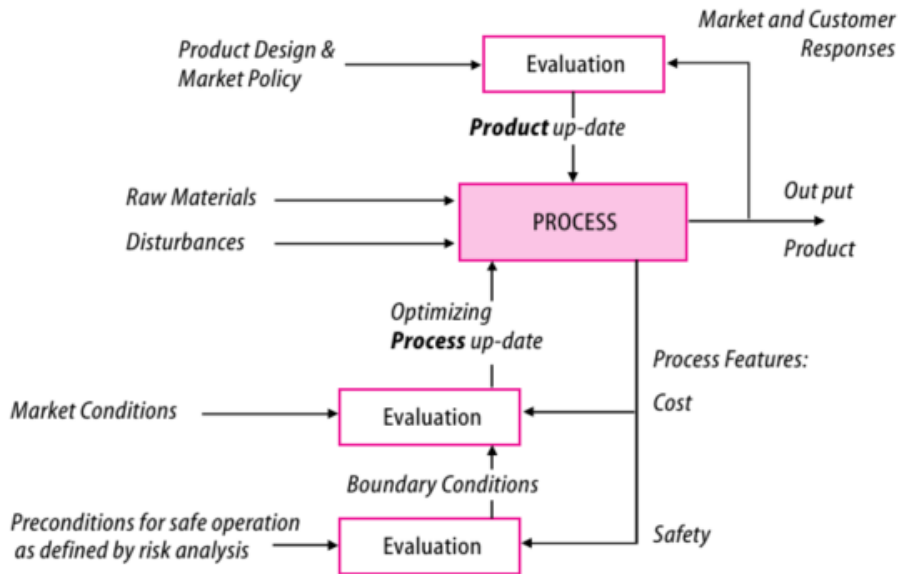 Market and Customer
Responses
Product Design &
Market Policy
Evaluation
Product up-date
Raw Materials
Disturbances
PROCESS
Out put
Product
Optimizing
Process up-date
Process Features:
Market Conditions
Evaluation
Cost
Boundary Conditions
Preconditions for safe operation
as defined by risk analysis
Evaluation
Safety